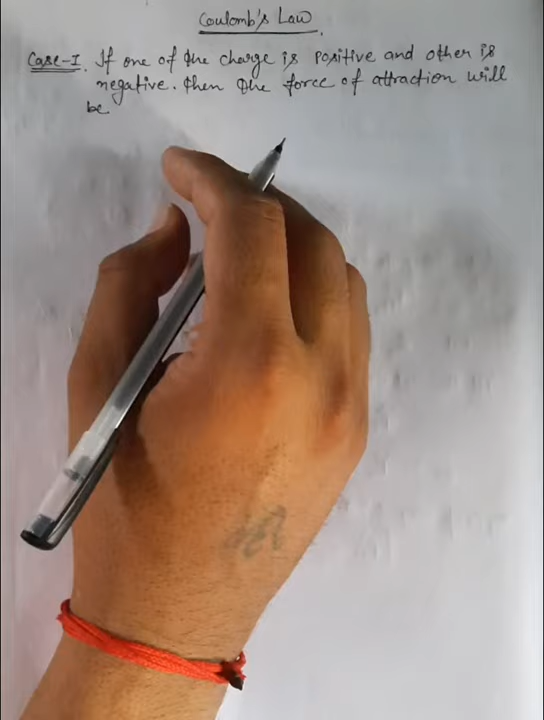 Coulomb's Law.
Case-I. If one of the charge is positive and other is
negative. then the force of attraction will
be